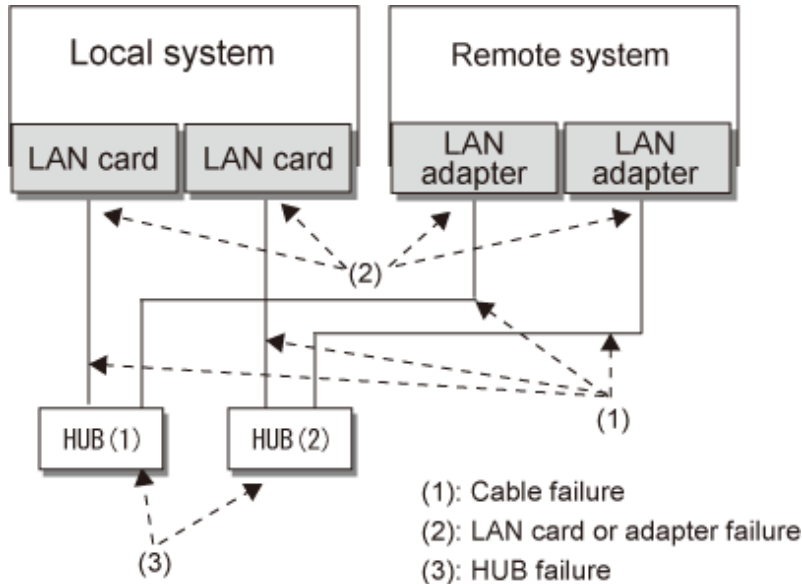 Local system
Remote system
LAN card
LAN card
LAN
adapter
LAN
adapter
(2)
(1)
HUB(1)
HUB(2)
(3)
(1): Cable failure
(2): LAN card or adapter failure
(3): HUB failure